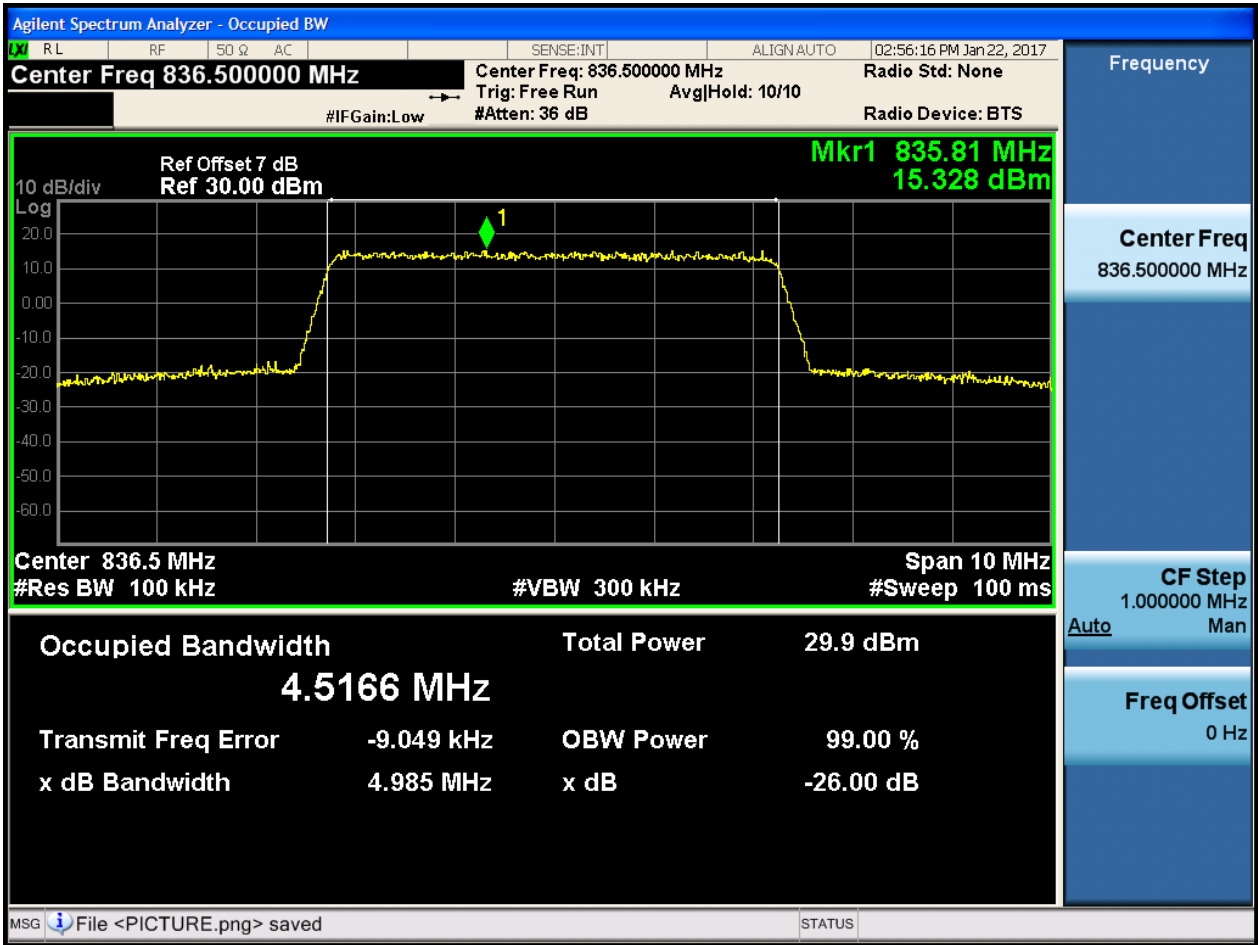 Agilent Spectrum Analyzer - Occupied BW
LXI RL RF 50 Ω AC SENSE:INT ALIGN AUTO 02:56:16 PM Jan 22, 2017
Center Freq 836.500000 MHz
Center Freq: 836.500000 MHz
Radio Std: None
Trig: Free Run Avg|Hold: 10/10
#IFGain:Low
#Atten: 36 dB
Radio Device: BTS
Frequency
Ref Offset 7 dB
Mkr1 835.81 MHz
10 dB/div Ref 30.00 dBm
15.328 dBm
Log
1
20.0
10.0
0.00
-10.0
-20.0
-30.0
-40.0
-50.0
-60.0
Center 836.5 MHz Span 10 MHz
#Res BW 100 kHz #VBW 300 kHz #Sweep 100 ms
Center Freq
836.500000 MHz
CF Step
1.000000 MHz
Auto Man
Freq Offset
0 Hz
Occupied Bandwidth Total Power 29.9 dBm
4.5166 MHz
Transmit Freq Error -9.049 kHz OBW Power 99.00 %
x dB Bandwidth 4.985 MHz x dB -26.00 dB
MSG File <PICTURE.png> saved STATUS